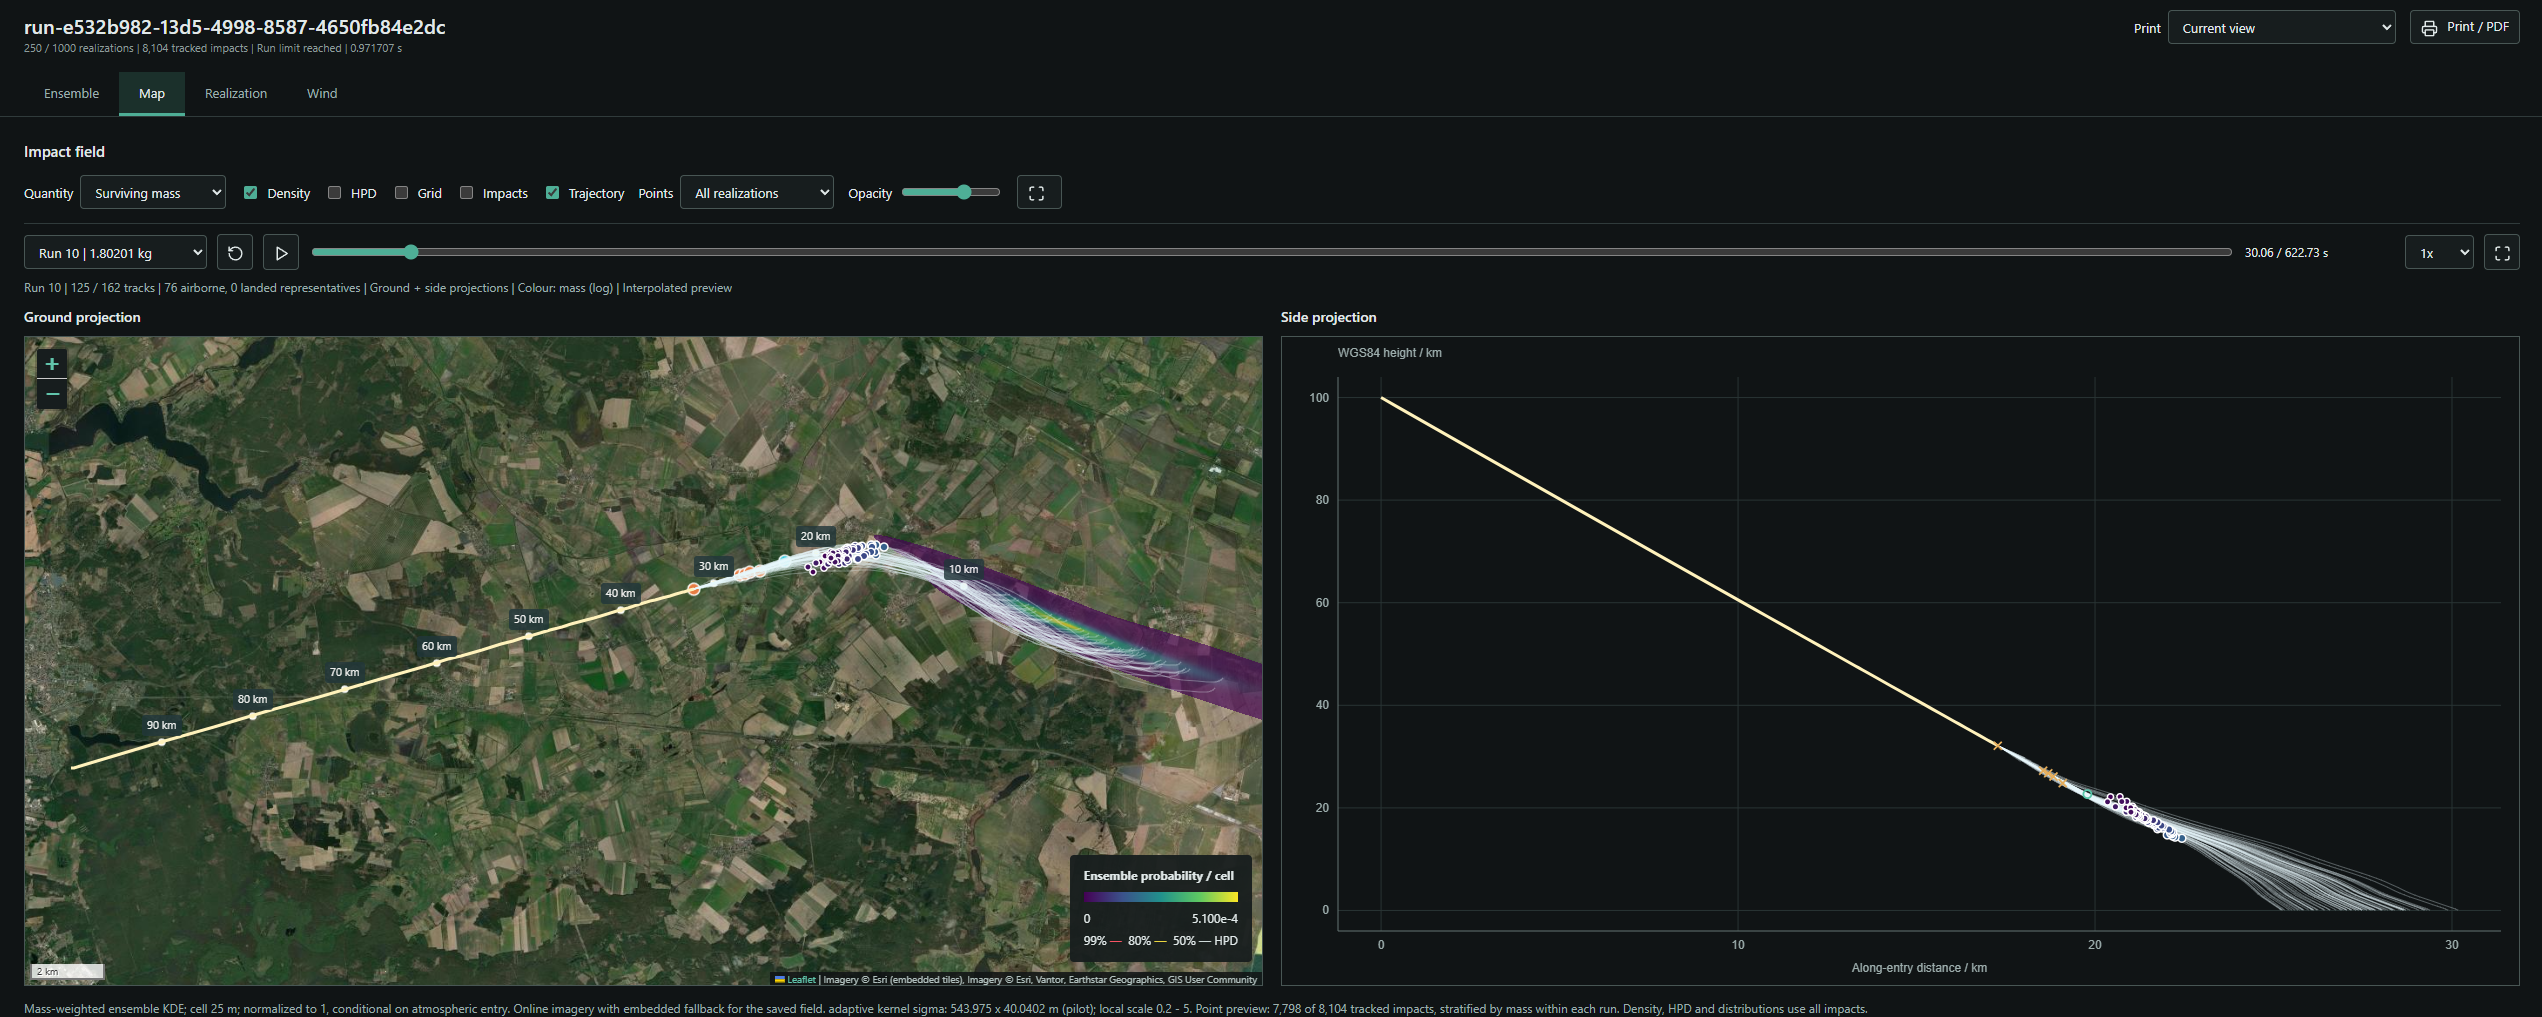 run-e532b982-13d5-4998-8587-4650fb84e2dc
250 / 1000 realizations | 8,104 tracked impacts | Run limit reached | 0.971707 s
Print Current view Print / PDF
Ensemble Map Realization Wind
Impact field
Quantity Surviving mass Density HPD Grid Impacts Trajectory Points All realizations Opacity
Run 10 | 1.80201 kg 30.06 / 622.73 s 1x
Run 10 | 125 / 162 tracks | 76 airborne, 0 landed representatives | Ground + side projections | Colour: mass (log) | Interpolated preview
Ground projection
+
−
20 km
30 km
10 km
40 km
50 km
60 km
70 km
80 km
90 km
Ensemble probability / cell
0 5.100e-4
99% — 80% — 50% — HPD
2 km
Leaflet | Imagery © Esri (embedded tiles), Imagery © Esri, Vantor, Earthstar Geographics, GIS User Community
Side projection
WGS84 height / km
100
80
60
40
20
0
0 10 20 30
Along-entry distance / km
Mass-weighted ensemble KDE; cell 25 m; normalized to 1, conditional on atmospheric entry. Online imagery with embedded fallback for the saved field. adaptive kernel sigma: 543.975 x 40.0402 m (pilot); local scale 0.2 - 5. Point preview: 7,798 of 8,104 tracked impacts, stratified by mass within each run. Density, HPD and distributions use all impacts.